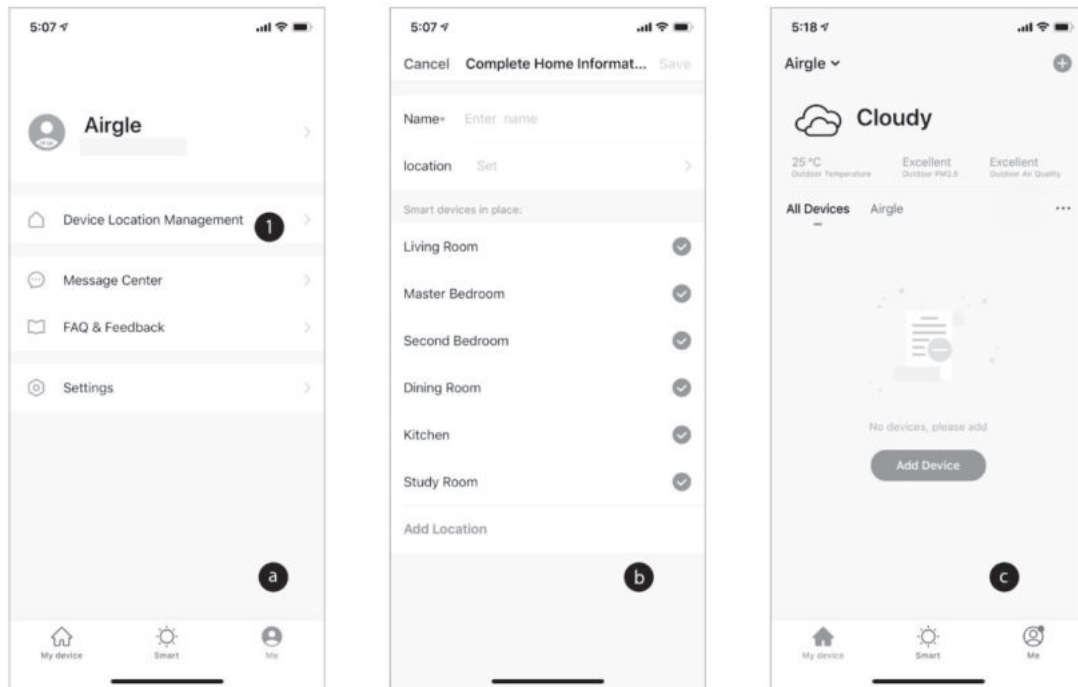 5:07
Airgle
Device Location Management
1
Message Center
FAQ & Feedback
Settings
a
My device Smart Me
5:07
Cancel Complete Home Informat... Save
Name* Enter name
location Set
Smart devices in place:
Living Room
Master Bedroom
Second Bedroom
Dining Room
Kitchen
Study Room
Add Location
b
5:18
Airgle
Cloudy
25 °C Excellent Excellent
Outdoor Temperature Outdoor PM2.5 Outdoor Air Quality
All Devices Airgle ...
No devices, please add
Add Device
c
My device Smart Me